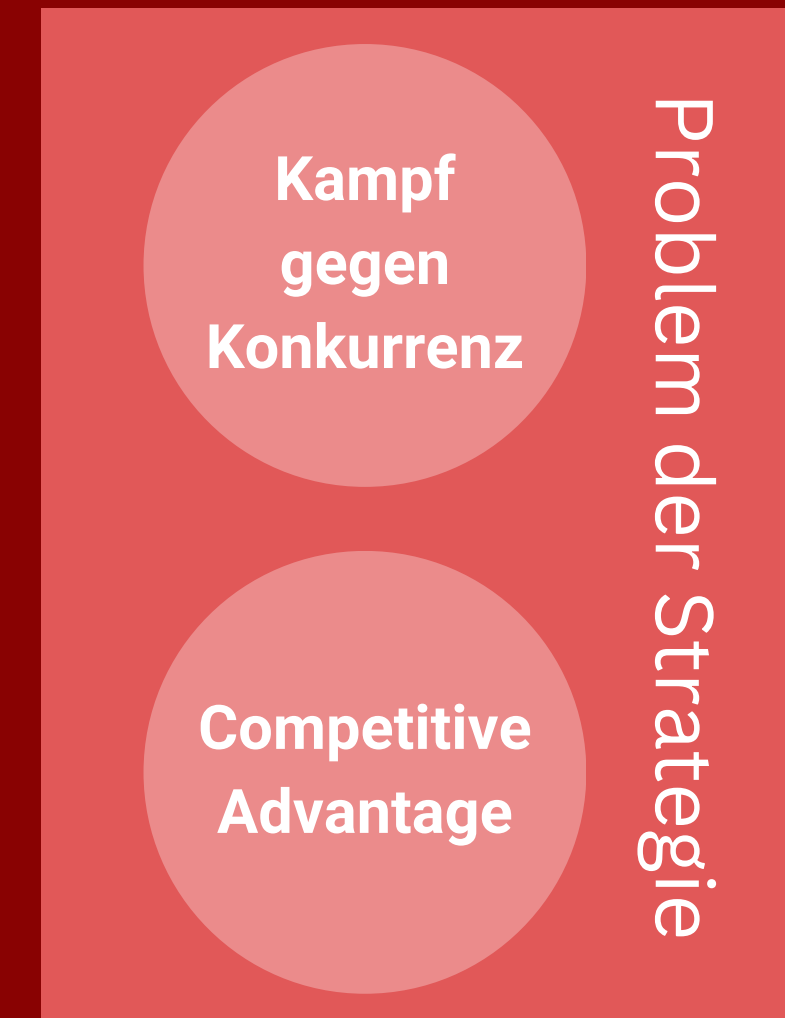 Kampf
gegen
Konkurrenz
Competitive
Advantage
Problem der Strategie